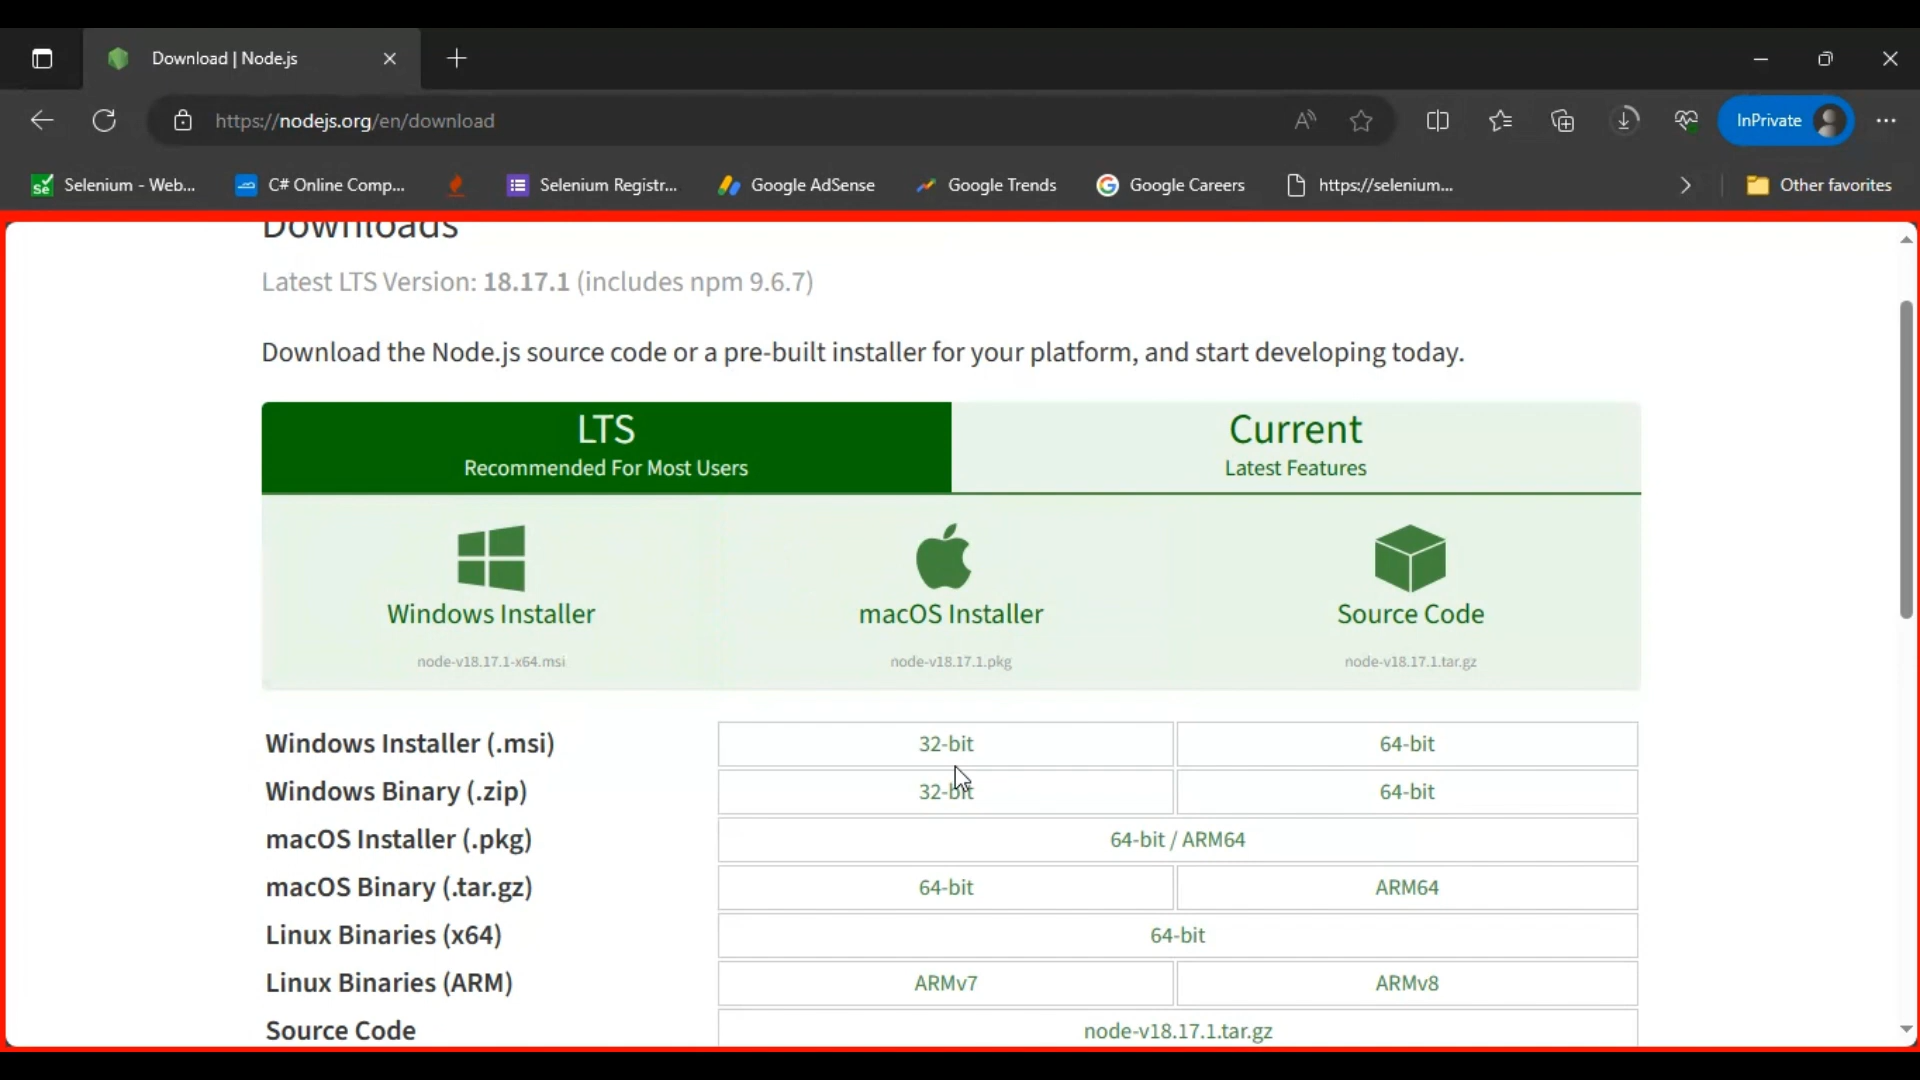 Download | Node.js
https://nodejs.org/en/download
InPrivate
Selenium - Web...
C# Online Comp...
Selenium Registr...
Google AdSense
Google Trends
Google Careers
https://selenium...
Other favorites
Downloads
Latest LTS Version: 18.17.1 (includes npm 9.6.7)
Download the Node.js source code or a pre-built installer for your platform, and start developing today.
LTS
Recommended For Most Users
Current
Latest Features
Windows Installer
node-v18.17.1-x64.msi
macOS Installer
node-v18.17.1.pkg
Source Code
node-v18.17.1.tar.gz
Windows Installer (.msi) 32-bit 64-bit
Windows Binary (.zip) 32-bit 64-bit
macOS Installer (.pkg) 64-bit / ARM64
macOS Binary (.tar.gz) 64-bit ARM64
Linux Binaries (x64) 64-bit
Linux Binaries (ARM) ARMv7 ARMv8
Source Code node-v18.17.1.tar.gz